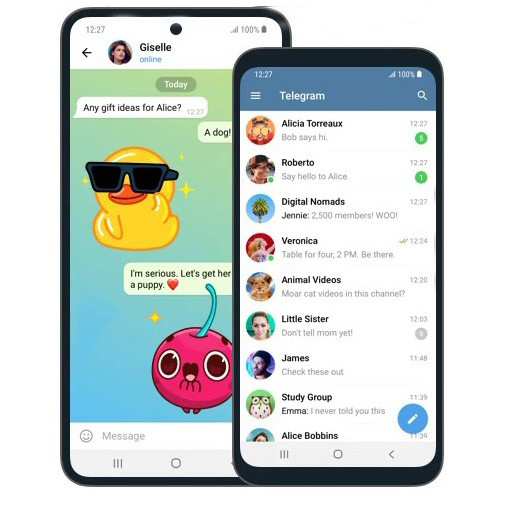 12:27
100%
Giselle
online
Today
Any gift ideas for Alice?
12:27
A dog!
I'm serious. Let's get her
a puppy. ❤️
Message
12:27
100%
Telegram
Alicia Torreaux
12:27
Bob says hi.
5
Roberto
12:27
Say hello to Alice.
1
Digital Nomads
12:27
Jennie: 2,500 members! WOO!
Veronica
12:24
Table for four, 2 PM. Be there.
Animal Videos
12:20
Moar cat videos in this channel?
Little Sister
12:03
Don't tell mom yet!
James
11:48
Check these out
Study Group
11:39
Emma: I never told you this
Alice Bobbins
11:39